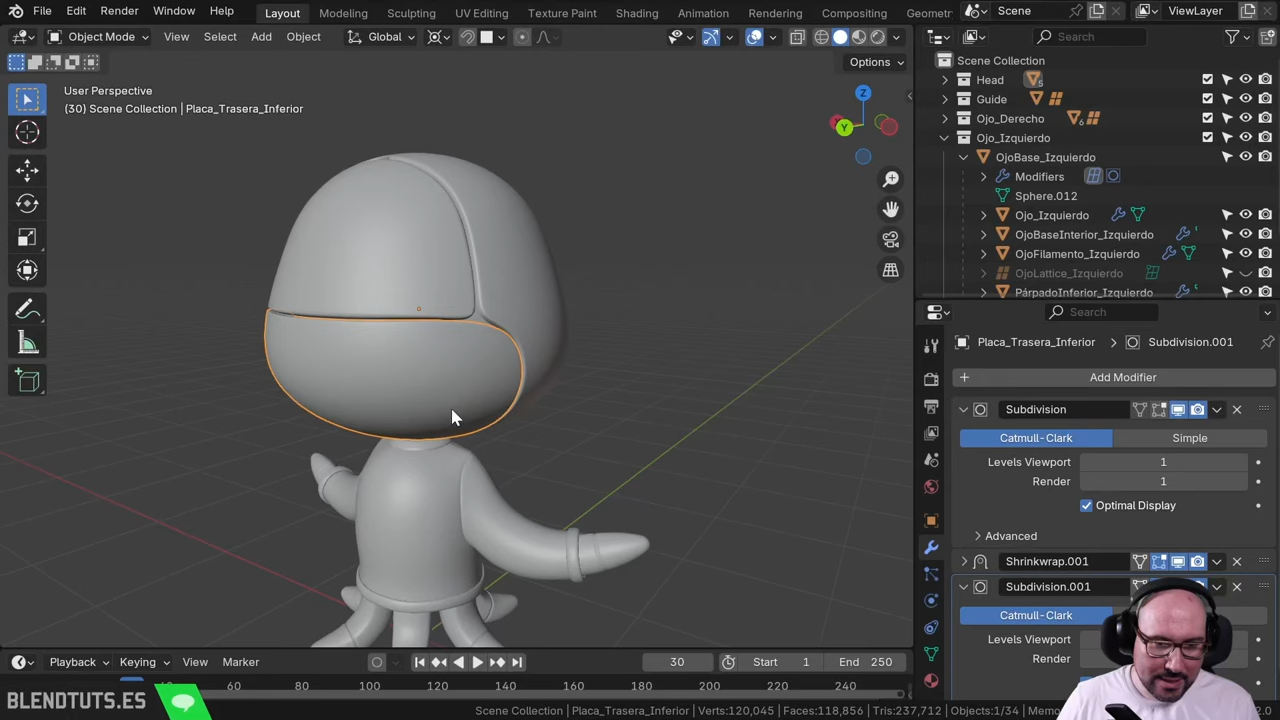 File Edit Render Window Help Layout Modeling Sculpting UV Editing Texture Paint Shading Animation Rendering Compositing Geometr Scene ViewLayer
Object Mode View Select Add Object Global Search
Options
User Perspective
(30) Scene Collection | Placa_Trasera_Inferior
Z
Y
Scene Collection
Head 5
Guide
Ojo_Derecho 6
Ojo_Izquierdo
OjoBase_Izquierdo
Modifiers
Sphere.012
Ojo_Izquierdo
OjoBaseInterior_Izquierdo
OjoFilamento_Izquierdo
OjoLattice_Izquierdo
PárpadoInferior_Izquierdo
Search
Placa_Trasera_Inferior Subdivision.001
Add Modifier
Subdivision
Catmull-Clark Simple
Levels Viewport 1
Render 1
Optimal Display
Advanced
Shrinkwrap.001
Subdivision.001
Catmull-Clark
Levels Viewport
Render
Playback Keying View Marker 30 Start 1 End 250
60 80 100 120 140 160 180 200 220 240
BLENDTUTS.ES
Scene Collection | Placa_Trasera_Inferior | Verts:120,045 | Faces:118,856 | Tris:237,712 | Objects:1/34 | Memo